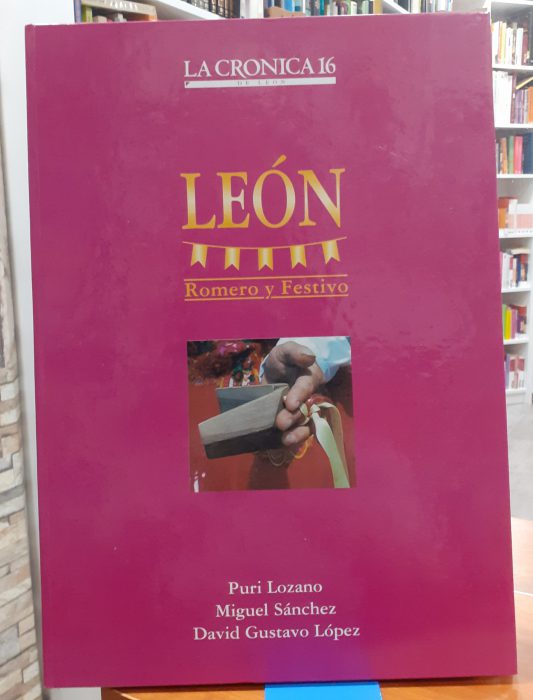 LA CRONICA 16
DE LEON
LEÓN
Romero y Festivo
Puri Lozano
Miguel Sánchez
David Gustavo López